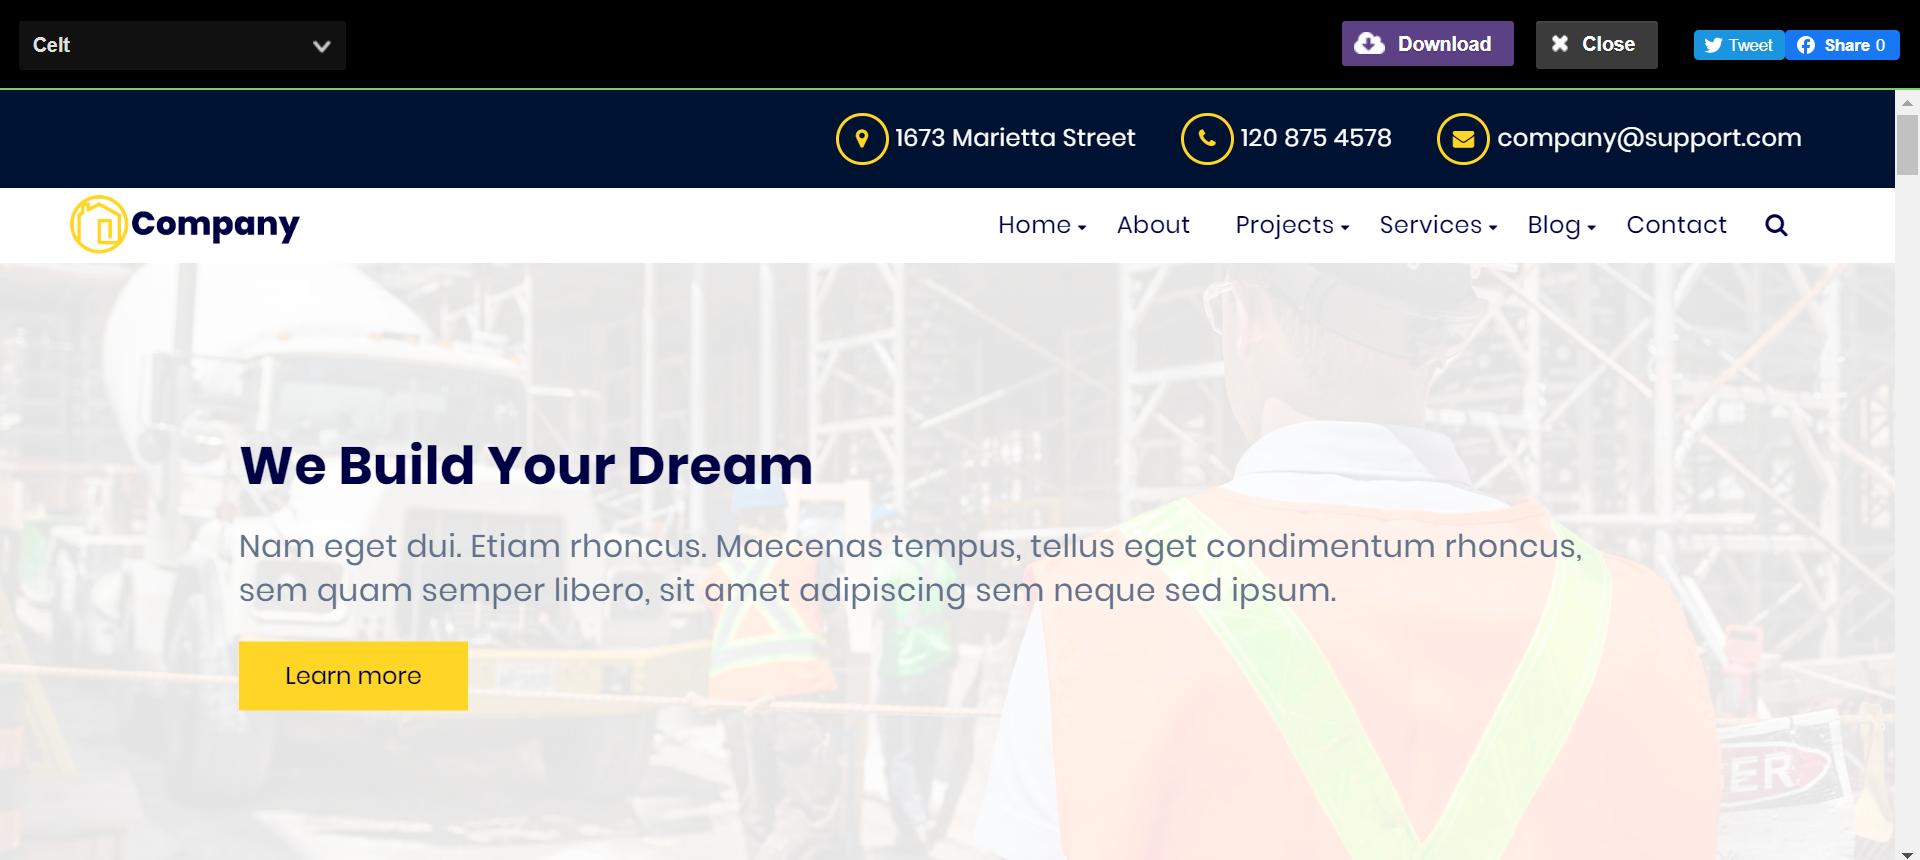 Celt
Download
Close
Tweet
Share 0
1673 Marietta Street
120 875 4578
company@support.com
Company
Home
About
Projects
Services
Blog
Contact
We Build Your Dream
Nam eget dui. Etiam rhoncus. Maecenas tempus, tellus eget condimentum rhoncus,
sem quam semper libero, sit amet adipiscing sem neque sed ipsum.
Learn more